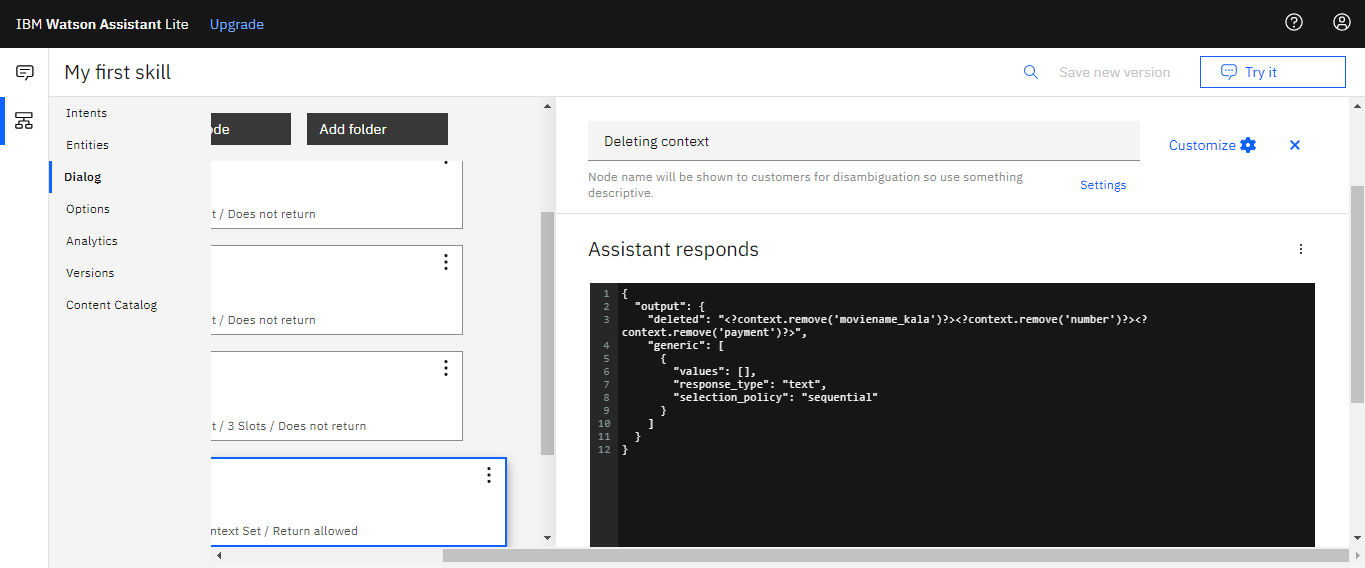 IBM Watson Assistant Lite Upgrade
My first skill
Save new version
Try it
Intents
Entities
Dialog
Options
Analytics
Versions
Content Catalog
ode
Add folder
t / Does not return
t / Does not return
t / 3 Slots / Does not return
ntext Set / Return allowed
Deleting context
Customize
Node name will be shown to customers for disambiguation so use something
descriptive.
Settings
Assistant responds
1 {
2 "output": {
3 "deleted": "<?context.remove('moviename_kala')?><?context.remove('number')?><?
context.remove('payment')?>",
4 "generic": [
5 {
6 "values": [],
7 "response_type": "text",
8 "selection_policy": "sequential"
9 }
10 ]
11 }
12 }